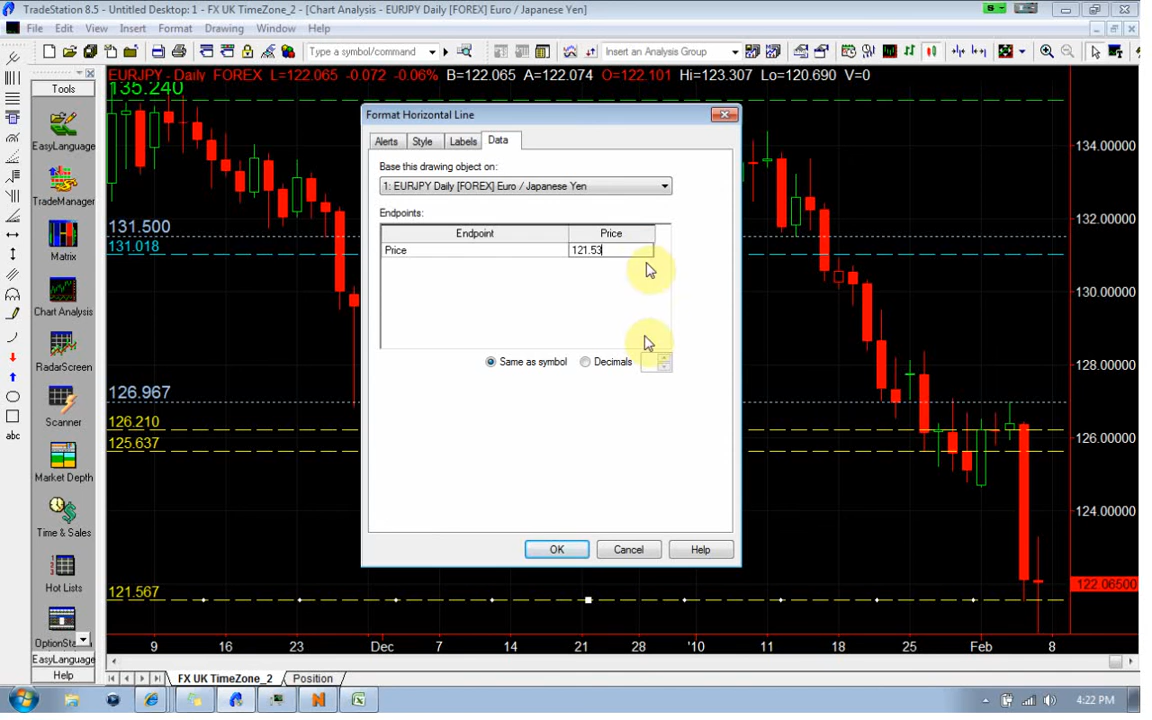 TradeStation 8.5 - Untitled Desktop: 1 - FX UK TimeZone_2 - [Chart Analysis - EURJPY Daily [FOREX] Euro / Japanese Yen]
File Edit View Insert Format Drawing Window Help
Type a symbol/command
Insert an Analysis Group
EURJPY - Daily FOREX L=122.065 -0.072 -0.06% B=122.065 A=122.074 O=122.101 Hi=123.307 Lo=120.690 V=0
Tools
EasyLanguage
TradeManager
Matrix
Chart Analysis
RadarScreen
Scanner
Market Depth
Time & Sales
Hot Lists
OptionSta
EasyLanguage
Help
abc
135.240
131.500
131.018
126.967
126.210
125.637
121.567
Format Horizontal Line
Alerts Style Labels Data
Base this drawing object on:
1: EURJPY Daily [FOREX] Euro / Japanese Yen
Endpoints:
Endpoint Price
Price 121.53
Same as symbol Decimals
OK Cancel Help
134.00000
132.00000
130.00000
128.00000
126.00000
124.00000
122.06500
9 16 23 Dec 7 14 21 28 '10 11 18 25 Feb 8
FX UK TimeZone_2 Position
4:22 PM